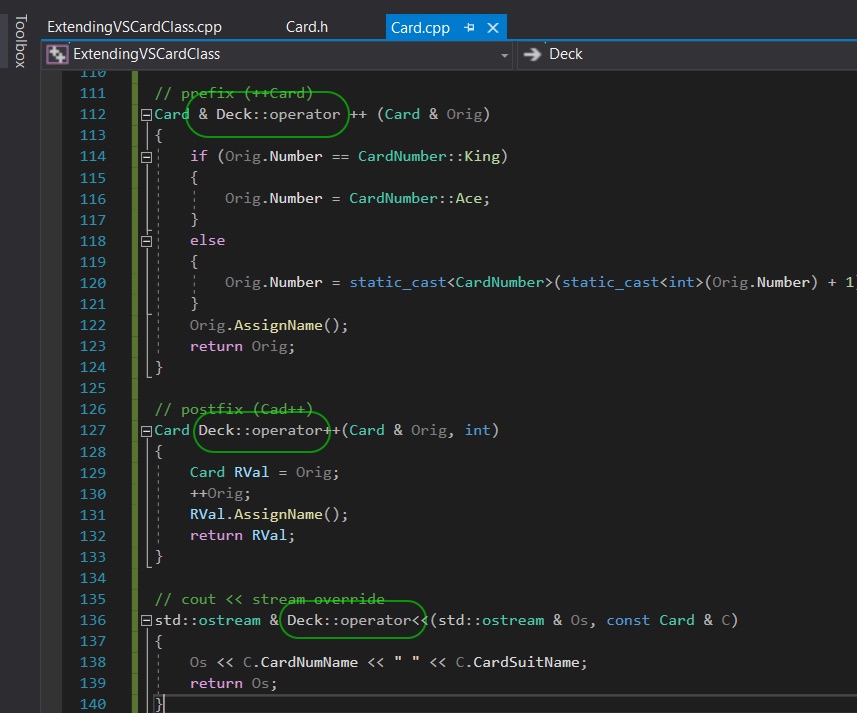 Toolbox
ExtendingVSCardClass.cpp Card.h Card.cpp
ExtendingVSCardClass Deck
110
111 // prefix (++Card)
112 Card & Deck::operator ++ (Card & Orig)
113 {
114 if (Orig.Number == CardNumber::King)
115 {
116 Orig.Number = CardNumber::Ace;
117 }
118 else
119 {
120 Orig.Number = static_cast<CardNumber>(static_cast<int>(Orig.Number) + 1
121 }
122 Orig.AssignName();
123 return Orig;
124 }
125
126 // postfix (Cad++)
127 Card Deck::operator++(Card & Orig, int)
128 {
129 Card RVal = Orig;
130 ++Orig;
131 RVal.AssignName();
132 return RVal;
133 }
134
135 // cout << stream override
136 std::ostream & Deck::operator<<(std::ostream & Os, const Card & C)
137 {
138 Os << C.CardNumName << " " << C.CardSuitName;
139 return Os;
140 }